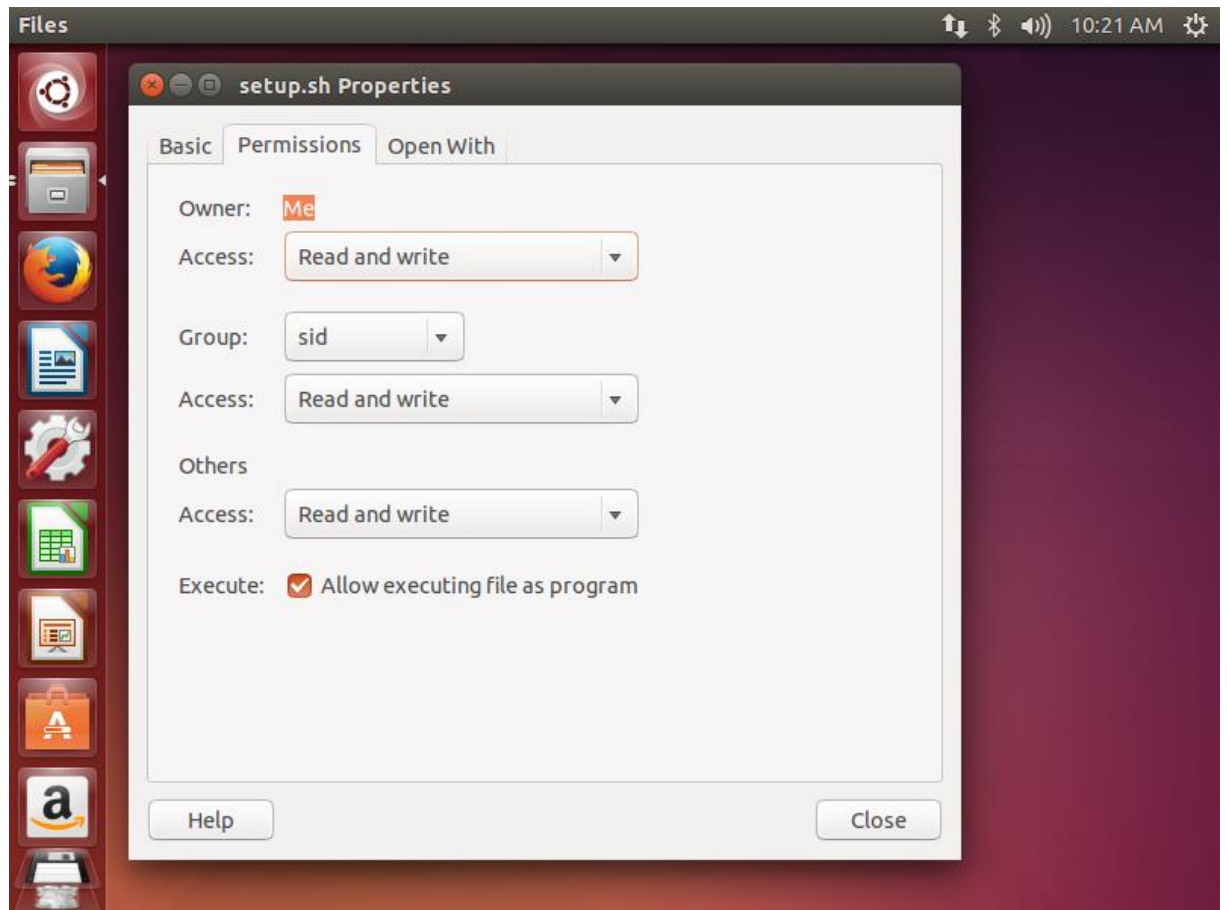 Files
10:21 AM
setup.sh Properties
Basic Permissions Open With
Owner: Me
Access: Read and write
Group: sid
Access: Read and write
Others
Access: Read and write
Execute: Allow executing file as program
Help Close
a